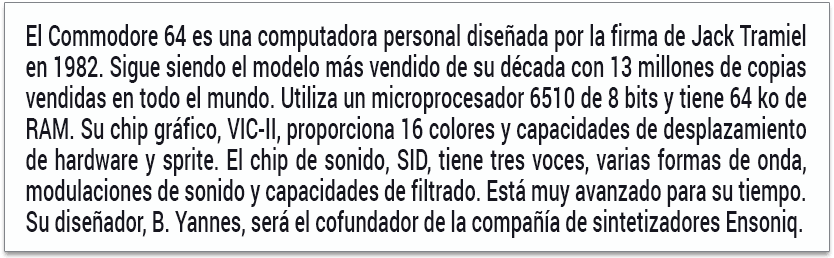 El Commodore 64 es una computadora personal diseñada por la firma de Jack Tramiel
en 1982. Sigue siendo el modelo más vendido de su década con 13 millones de copias
vendidas en todo el mundo. Utiliza un microprocesador 6510 de 8 bits y tiene 64 ko de
RAM. Su chip gráfico, VIC-II, proporciona 16 colores y capacidades de desplazamiento
de hardware y sprite. El chip de sonido, SID, tiene tres voces, varias formas de onda,
modulaciones de sonido y capacidades de filtrado. Está muy avanzado para su tiempo.
Su diseñador, B. Yannes, será el cofundador de la compañía de sintetizadores Ensoniq.